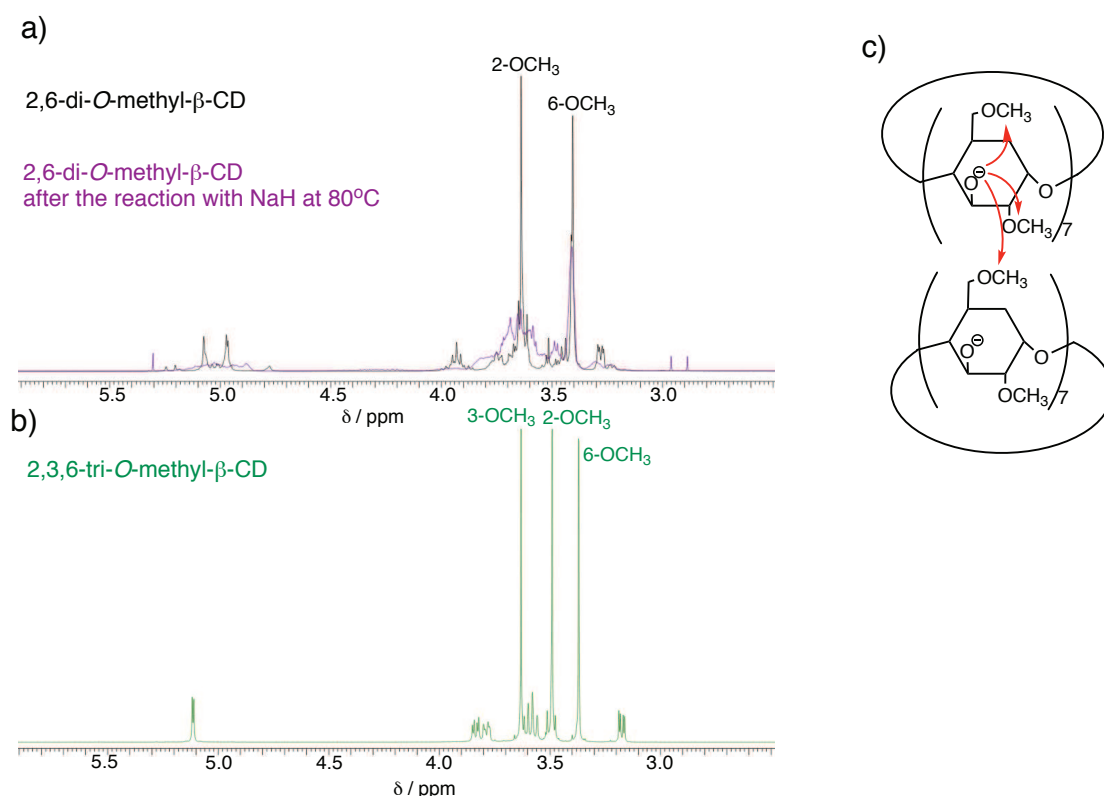 a)
2-OCH₃
6-OCH₃
2,6-di-O-methyl-β-CD
2,6-di-O-methyl-β-CD
after the reaction with NaH at 80°C
5.5 5.0 4.5 4.0 3.5 3.0
δ / ppm
b)
3-OCH₃ 2-OCH₃
6-OCH₃
2,3,6-tri-O-methyl-β-CD
5.5 5.0 4.5 4.0 3.5 3.0
δ / ppm
c)
OCH₃
O⊖
O
OCH₃
7
OCH₃
O⊖
O
OCH₃
7